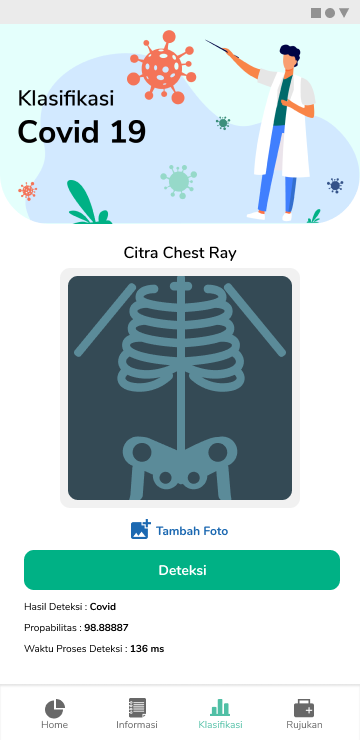 Klasifikasi
Covid 19
Citra Chest Ray
Tambah Foto
Deteksi
Hasil Deteksi : Covid
Propabilitas : 98.88887
Waktu Proses Deteksi : 136 ms
Home Informasi Klasifikasi Rujukan